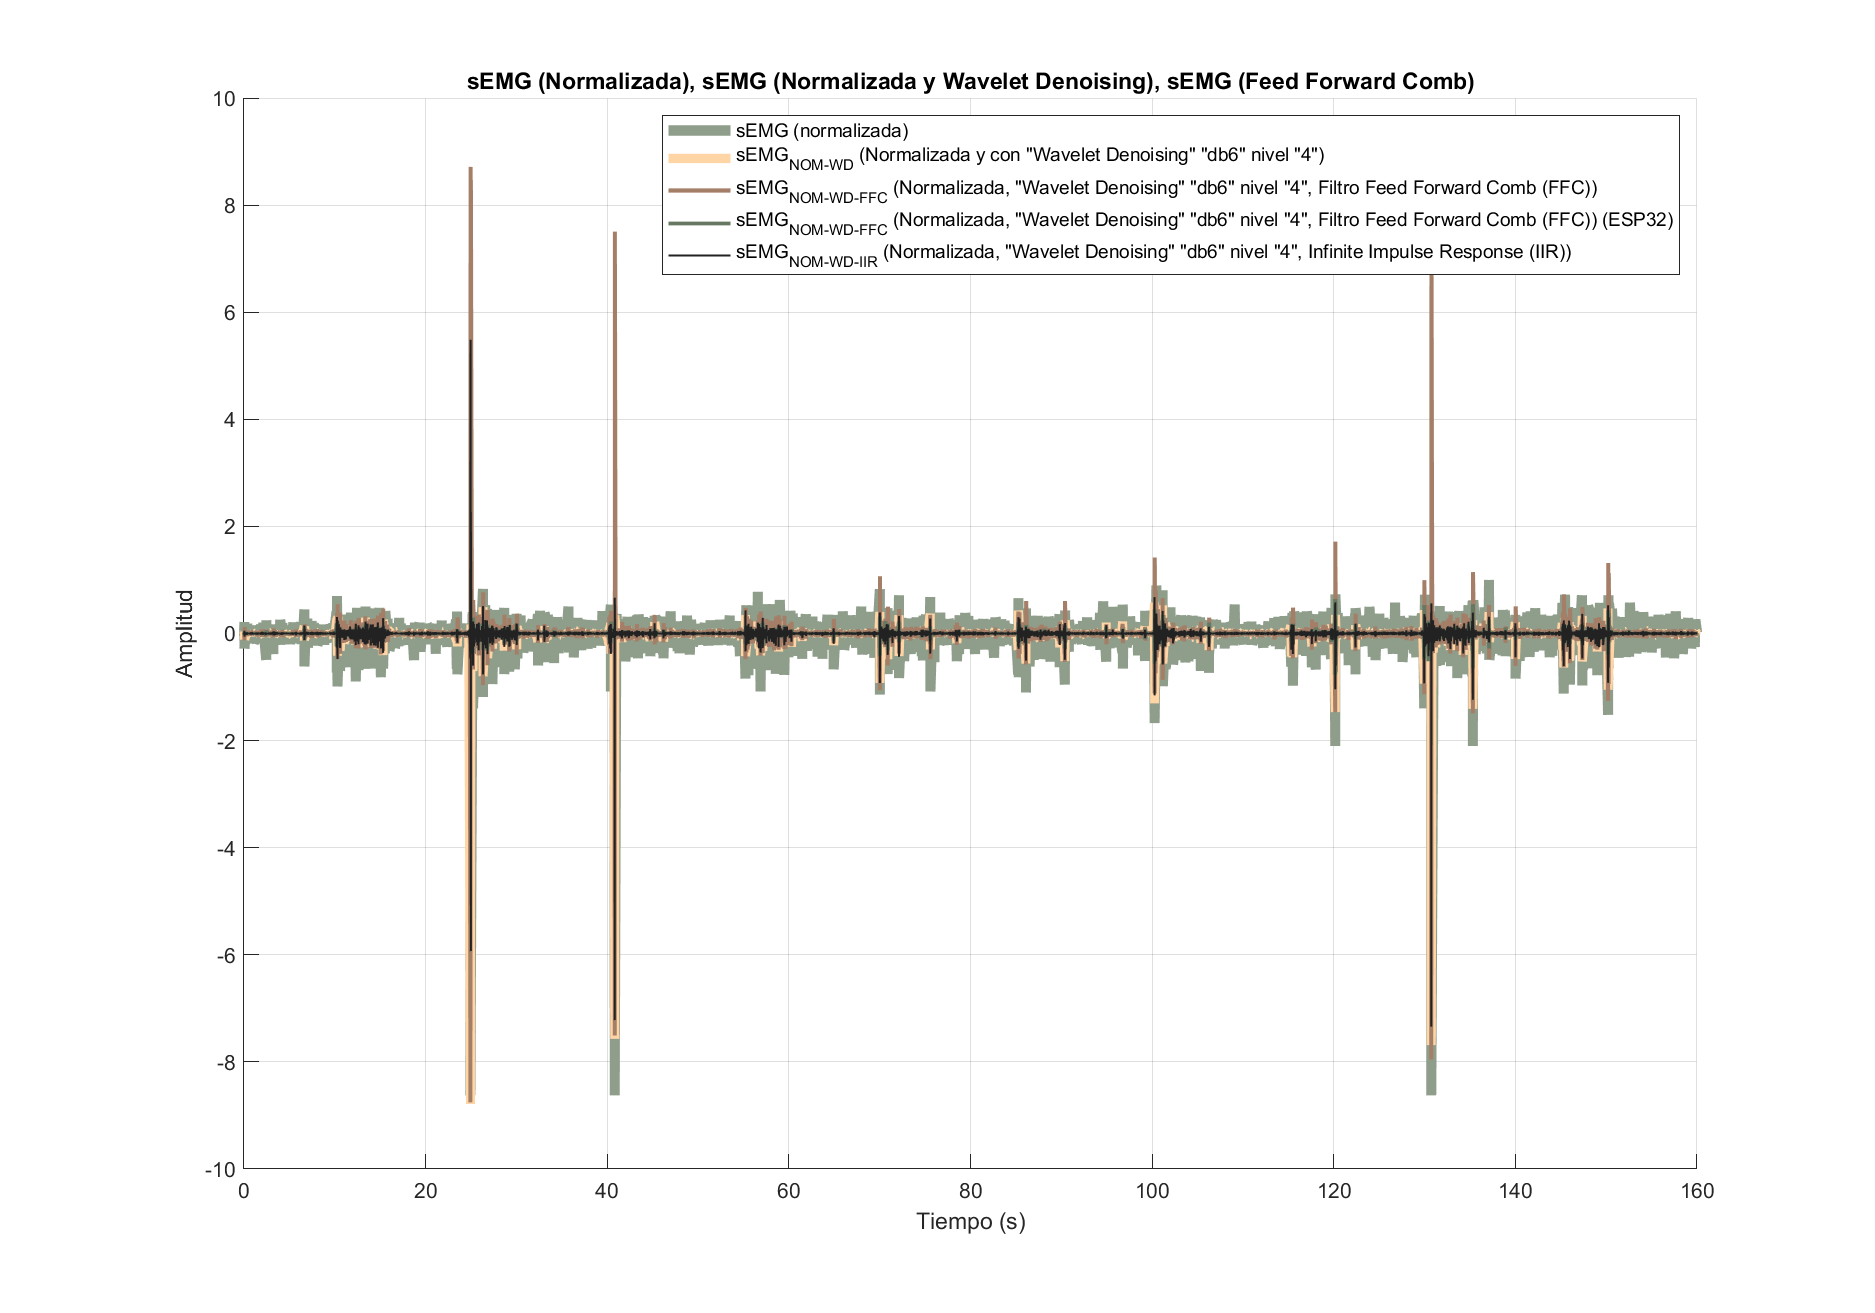 sEMG (Normalizada), sEMG (Normalizada y Wavelet Denoising), sEMG (Feed Forward Comb)
sEMG (normalizada)
sEMG_NOM-WD (Normalizada y con "Wavelet Denoising" "db6" nivel "4")
sEMG_NOM-WD-FFC (Normalizada, "Wavelet Denoising" "db6" nivel "4", Filtro Feed Forward Comb (FFC))
sEMG_NOM-WD-FFC (Normalizada, "Wavelet Denoising" "db6" nivel "4", Filtro Feed Forward Comb (FFC)) (ESP32)
sEMG_NOM-WD-IIR (Normalizada, "Wavelet Denoising" "db6" nivel "4", Infinite Impulse Response (IIR))
Amplitud
10
8
6
4
2
0
-2
-4
-6
-8
-10
0 20 40 60 80 100 120 140 160
Tiempo (s)